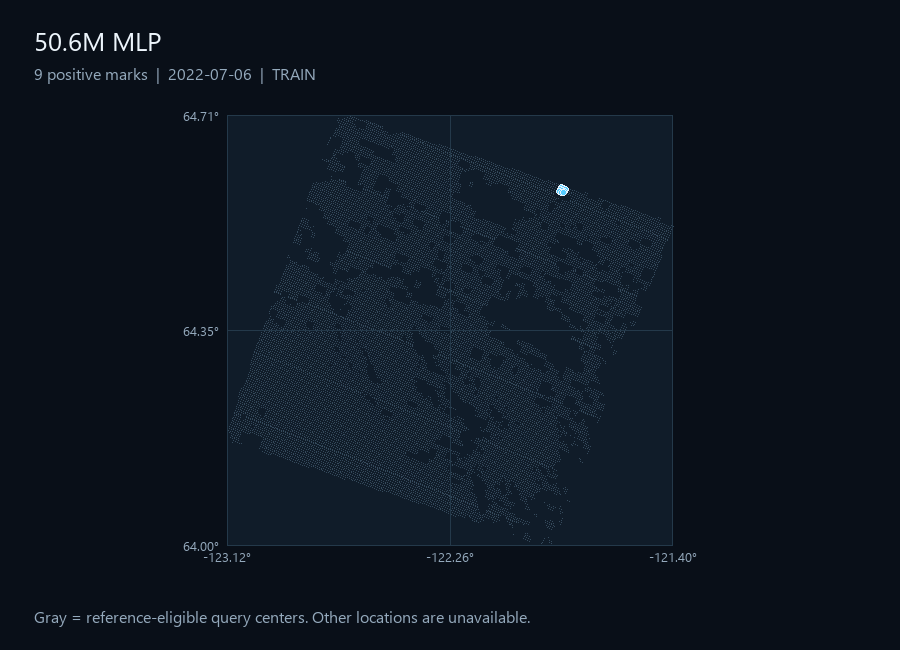 50.6M MLP
9 positive marks | 2022-07-06 | TRAIN
64.71°
64.35°
64.00°
-123.12°
-122.26°
-121.40°
Gray = reference-eligible query centers. Other locations are unavailable.